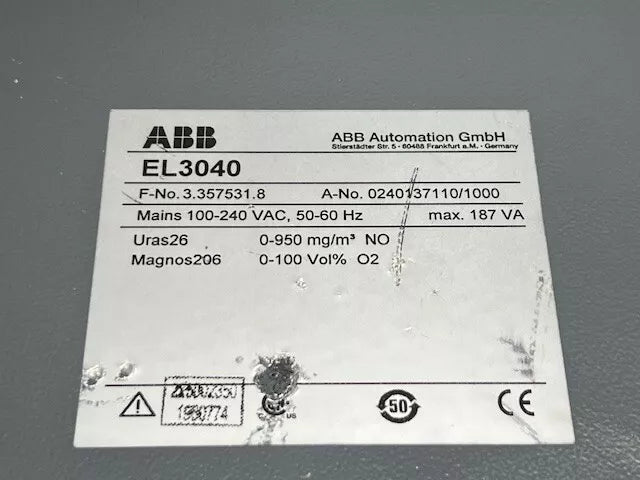 ABB
ABB Automation GmbH
Stierstädter Str. 5 - 60488 Frankfurt a.M. - Germany
EL3040
F-No. 3.357531.8 A-No. 0240137110/1000
Mains 100-240 VAC, 50-60 Hz max. 187 VA
Uras26 0-950 mg/m³ NO
Magnos206 0-100 Vol% O2
1980774
50
CE